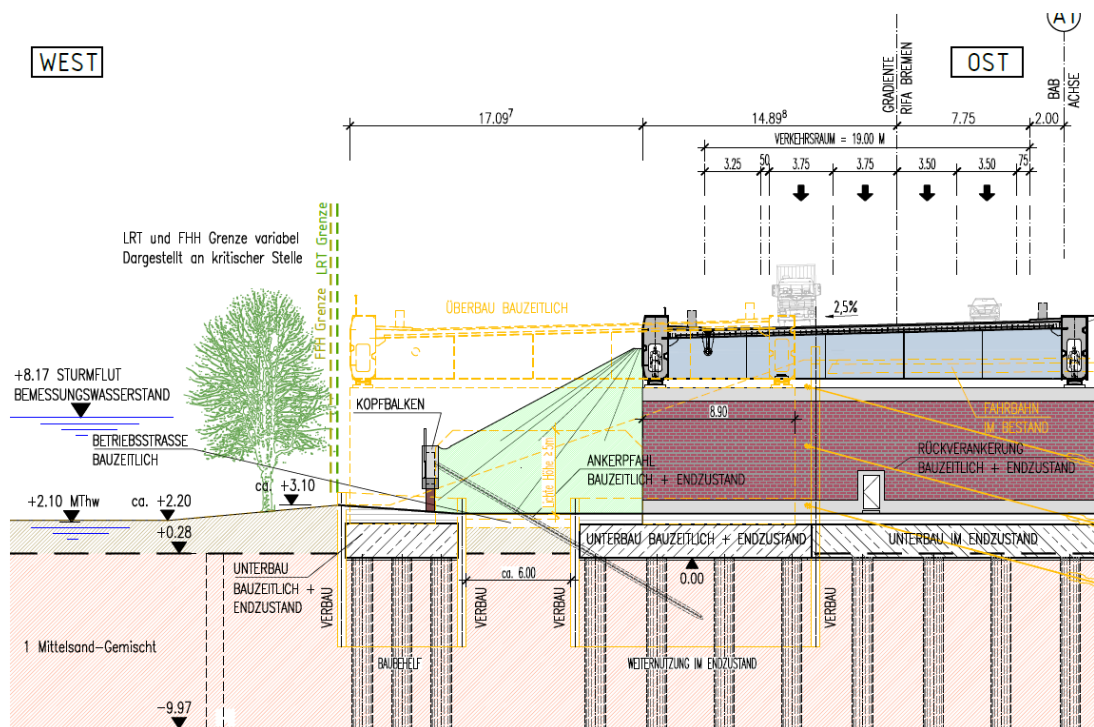 WEST
OST
A1
GRADIENTE
RIFA BREMEN
BAB
ACHSE
17.09⁷
14.89⁸
7.75
2.00
VERKEHRSRAUM = 19.00 M
3.25
50
3.75
3.75
3.50
3.50
75
LRT und FHH Grenze variabel
Dargestellt an kritischer Stelle
FHH Grenze
LRT Grenze
ÜBERBAU BAUZEITLICH
2,5%
+8.17 STURMFLUT
BEMESSUNGSWASSERSTAND
KOPFBALKEN
BETRIEBSSTRASSE
BAUZEITLICH
8.90
FAHRBAHN
IM BESTAND
Lichte Höhe ≥5m
ANKERPFAHL
BAUZEITLICH + ENDZUSTAND
RÜCKVERANKERUNG
BAUZEITLICH + ENDZUSTAND
ca. +3.10
+2.10 MThw
ca. +2.20
+0.28
UNTERBAU BAUZEITLICH + ENDZUSTAND
UNTERBAU IM ENDZUSTAND
UNTERBAU
BAUZEITLICH +
ENDZUSTAND
ca. 6.00
0.00
VERBAU
VERBAU
VERBAU
VERBAU
1 Mittelsand-Gemischt
BAUBEHELF
WEITERNUTZUNG IM ENDZUSTAND
-9.97